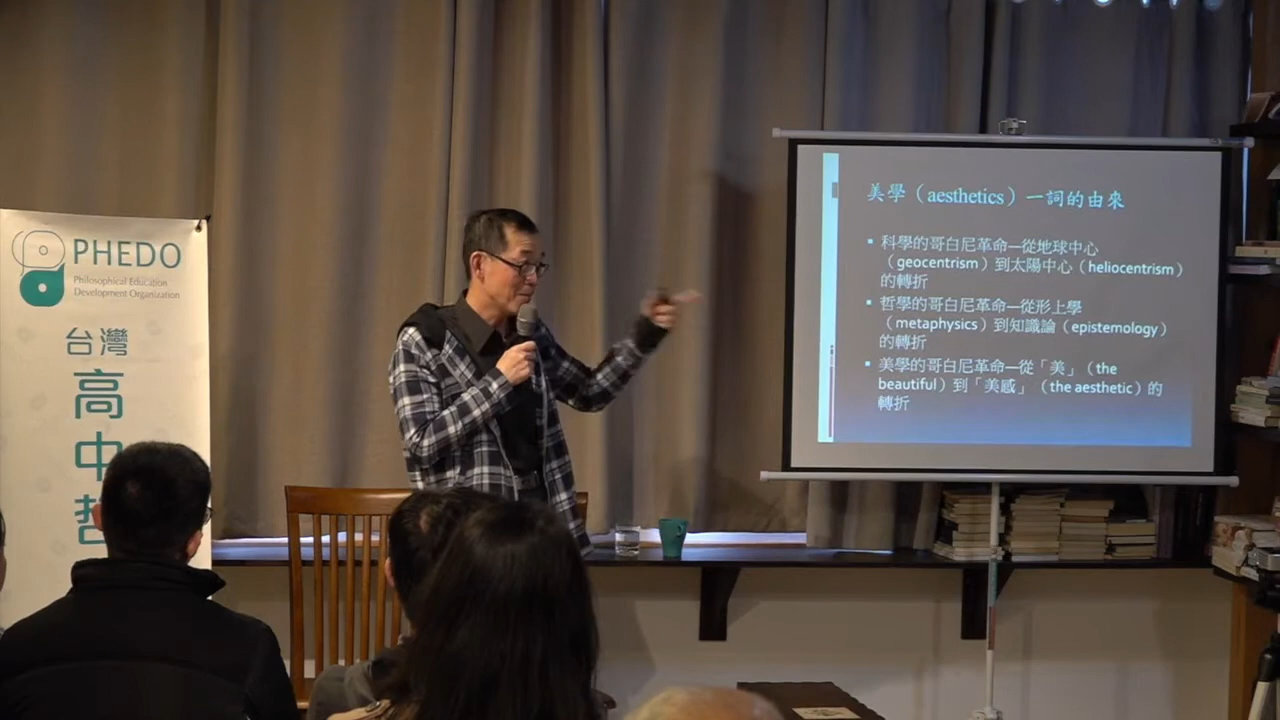 PHEDO
Philosophical Education
Development Organization
台灣
高
中
哲
美學（aesthetics）一詞的由來
科學的哥白尼革命—從地球中心
（geocentrism）到太陽中心（heliocentrism）
的轉折
哲學的哥白尼革命—從形上學
（metaphysics）到知識論（epistemology）
的轉折
美學的哥白尼革命—從「美」（the
beautiful）到「美感」（the aesthetic）的
轉折